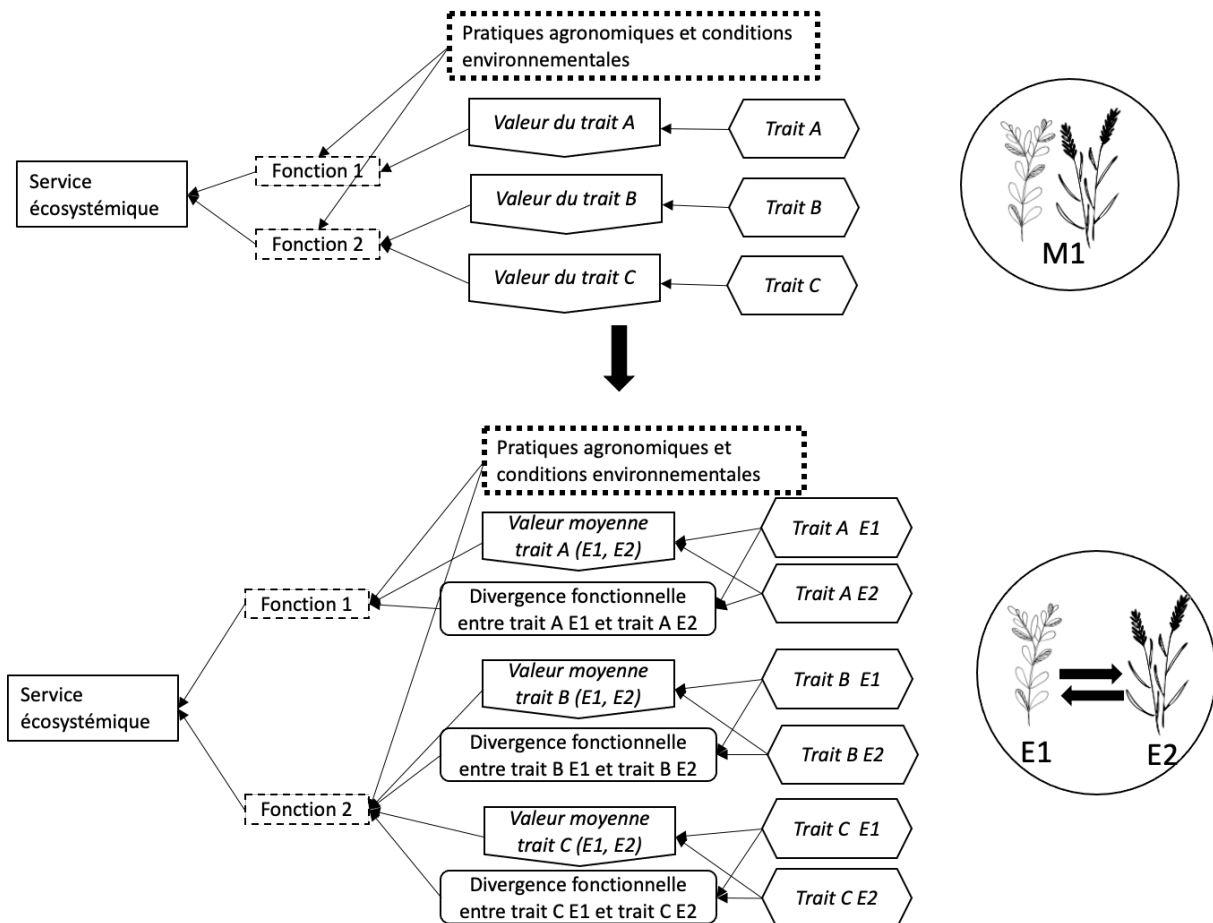 Pratiques agronomiques et conditions
environnementales
Valeur du trait A
Trait A
Fonction 1
Service
écosystémique
Valeur du trait B
Trait B
Fonction 2
Valeur du trait C
Trait C
M1
Pratiques agronomiques et
conditions environnementales
Valeur moyenne
trait A (E1, E2)
Trait A E1
Divergence fonctionnelle
entre trait A E1 et trait A E2
Trait A E2
Fonction 1
Valeur moyenne
trait B (E1, E2)
Trait B E1
Service
écosystémique
Divergence fonctionnelle
entre trait B E1 et trait B E2
Trait B E2
Fonction 2
Valeur moyenne
trait C (E1, E2)
Trait C E1
Divergence fonctionnelle
entre trait C E1 et trait C E2
Trait C E2
E1
E2